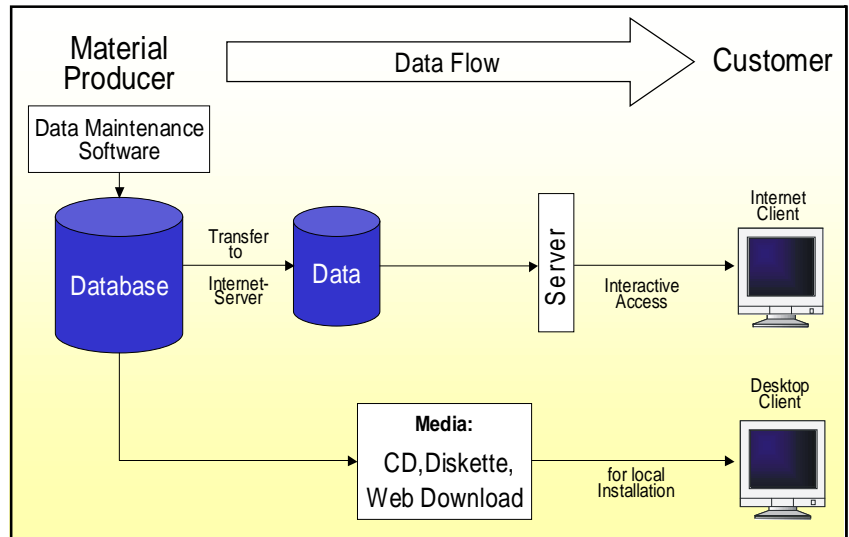 Material
Producer
Data Flow
Customer
Data Maintenance
Software
Database
Transfer
to
Internet-
Server
Data
Server
Interactive
Access
Internet
Client
Media:
CD,Diskette,
Web Download
for local
Installation
Desktop
Client